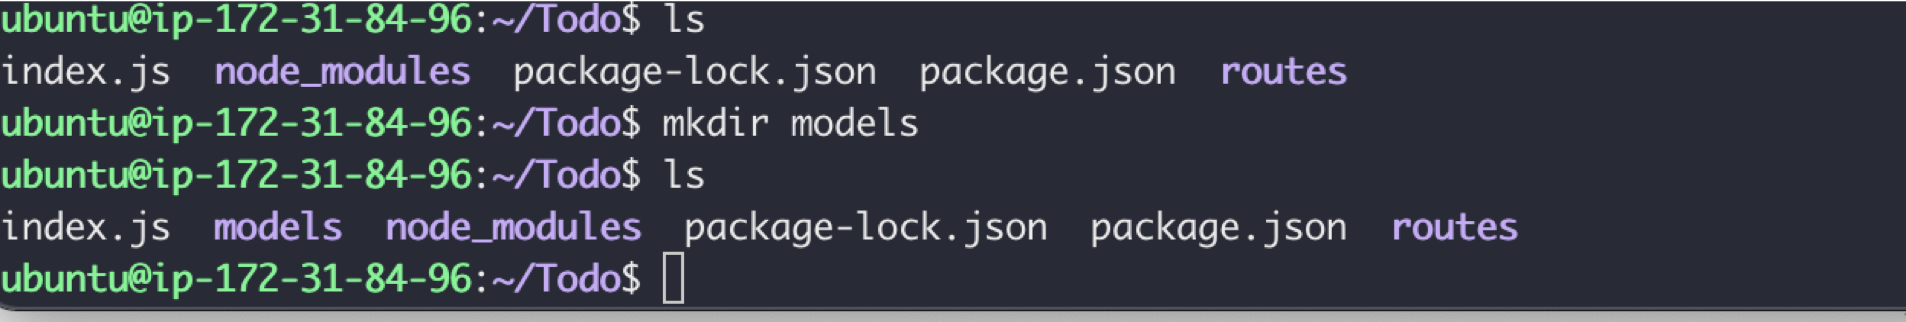 ubuntu@ip-172-31-84-96:~/Todo$ ls
index.js  node_modules  package-lock.json  package.json  routes
ubuntu@ip-172-31-84-96:~/Todo$ mkdir models
ubuntu@ip-172-31-84-96:~/Todo$ ls
index.js  models  node_modules  package-lock.json  package.json  routes
ubuntu@ip-172-31-84-96:~/Todo$